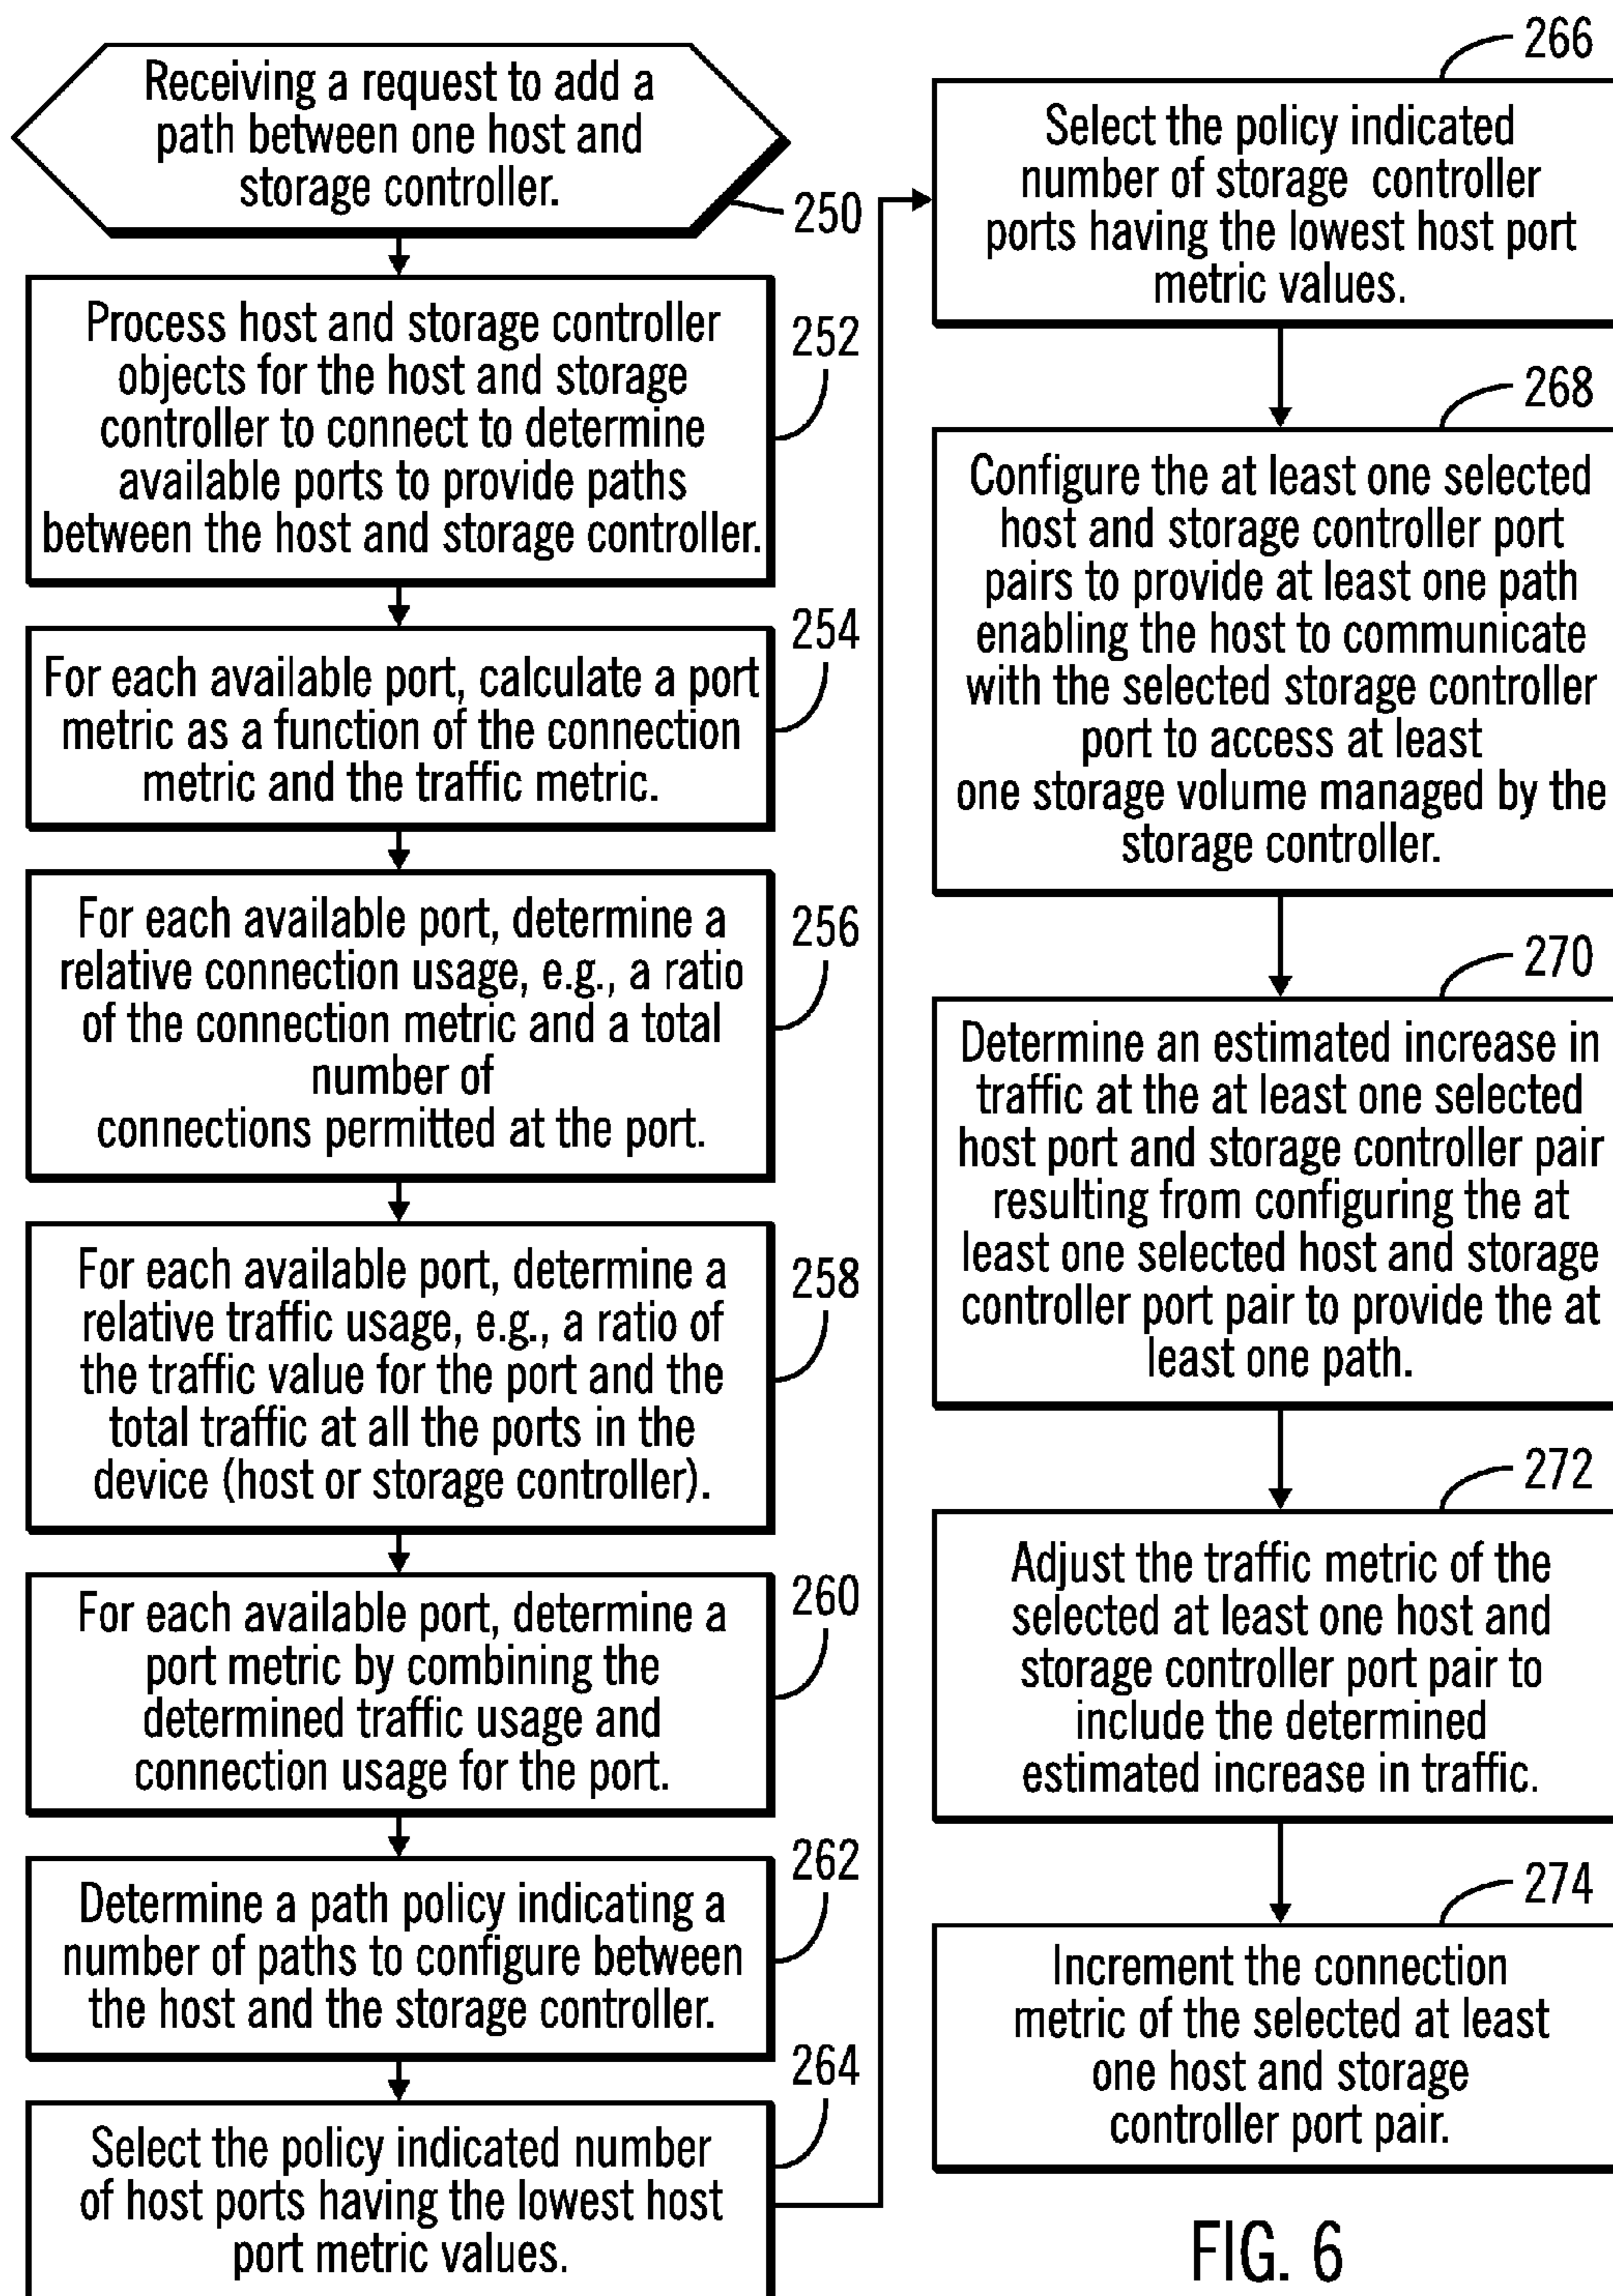 Receiving a request to add a
path between one host and
storage controller.
250
Process host and storage controller
objects for the host and storage
controller to connect to determine
available ports to provide paths
between the host and storage controller.
252
For each available port, calculate a port
metric as a function of the connection
metric and the traffic metric.
254
For each available port, determine a
relative connection usage, e.g., a ratio
of the connection metric and a total
number of
connections permitted at the port.
256
For each available port, determine a
relative traffic usage, e.g., a ratio of
the traffic value for the port and the
total traffic at all the ports in the
device (host or storage controller).
258
For each available port, determine a
port metric by combining the
determined traffic usage and
connection usage for the port.
260
Determine a path policy indicating a
number of paths to configure between
the host and the storage controller.
262
Select the policy indicated number
of host ports having the lowest host
port metric values.
264
266
Select the policy indicated
number of storage controller
ports having the lowest host port
metric values.
268
Configure the at least one selected
host and storage controller port
pairs to provide at least one path
enabling the host to communicate
with the selected storage controller
port to access at least
one storage volume managed by the
storage controller.
270
Determine an estimated increase in
traffic at the at least one selected
host port and storage controller pair
resulting from configuring the at
least one selected host and storage
controller port pair to provide the at
least one path.
272
Adjust the traffic metric of the
selected at least one host and
storage controller port pair to
include the determined
estimated increase in traffic.
274
Increment the connection
metric of the selected at least
one host and storage
controller port pair.
FIG. 6